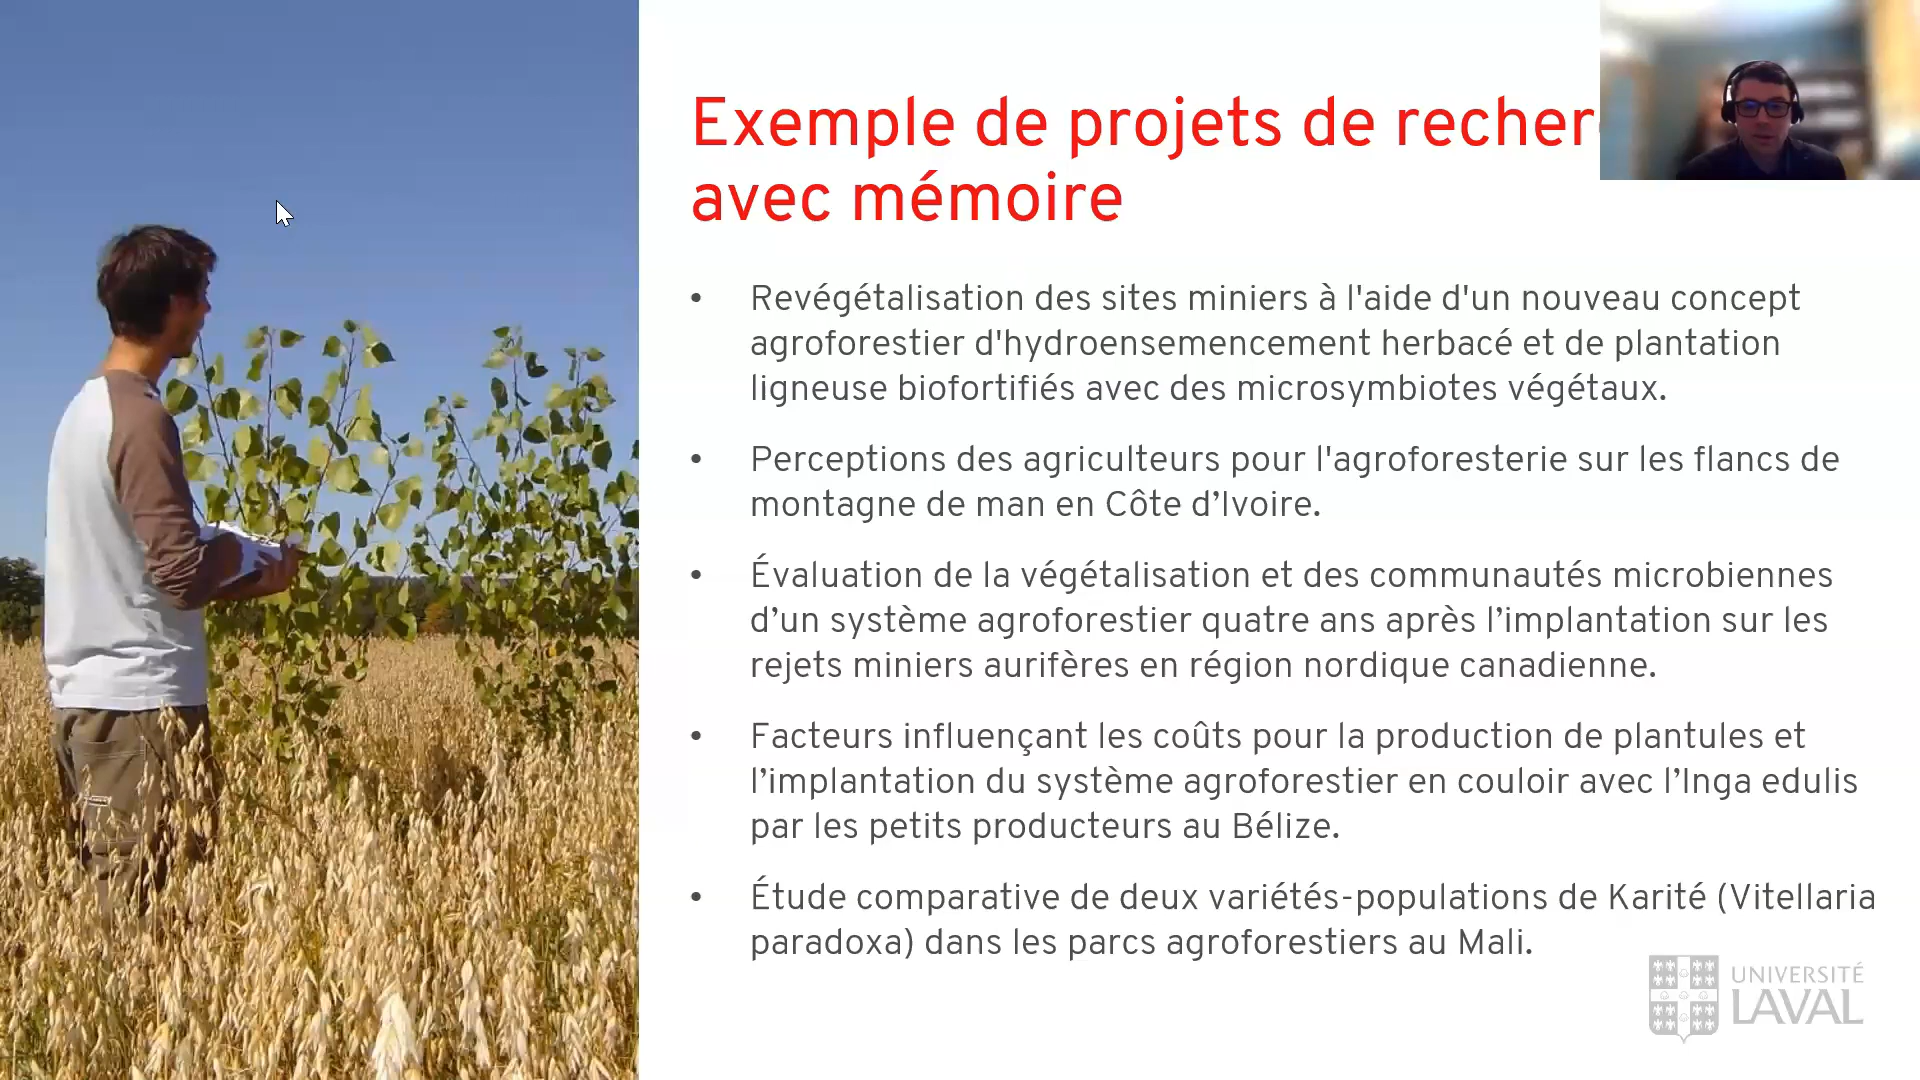 Exemple de projets de recher
avec mémoire
• Revégétalisation des sites miniers à l'aide d'un nouveau concept
agroforestier d'hydroensemencement herbacé et de plantation
ligneuse biofortifiés avec des microsymbiotes végétaux.
• Perceptions des agriculteurs pour l'agroforesterie sur les flancs de
montagne de man en Côte d’Ivoire.
• Évaluation de la végétalisation et des communautés microbiennes
d’un système agroforestier quatre ans après l’implantation sur les
rejets miniers aurifères en région nordique canadienne.
• Facteurs influençant les coûts pour la production de plantules et
l’implantation du système agroforestier en couloir avec l’Inga edulis
par les petits producteurs au Bélize.
• Étude comparative de deux variétés-populations de Karité (Vitellaria
paradoxa) dans les parcs agroforestiers au Mali.
UNIVERSITÉ
LAVAL